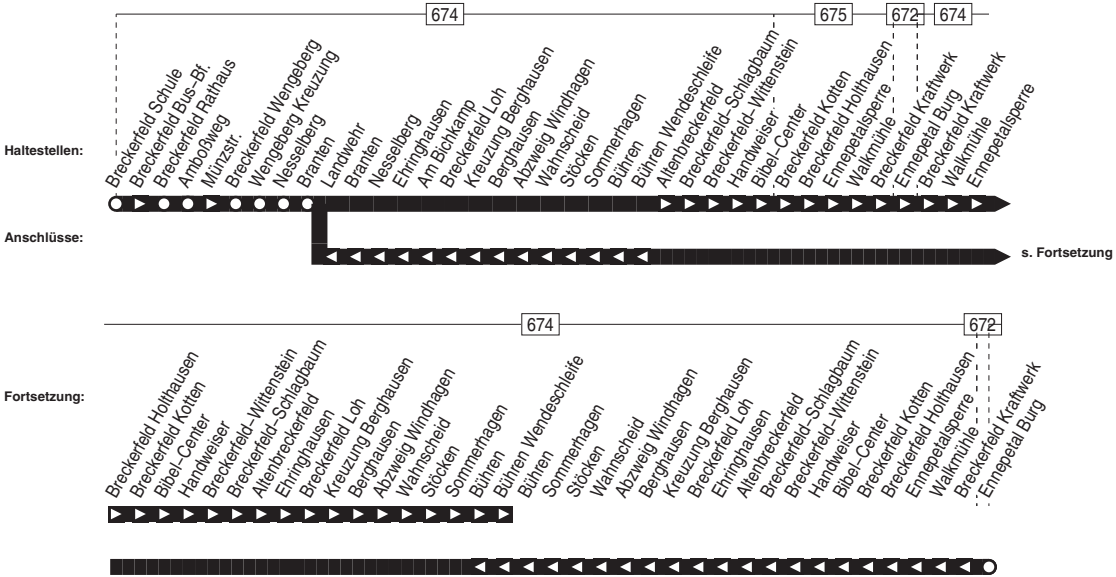 674
675
672
674
Haltestellen:
Breckerfeld Schule
Breckerfeld Bus-Bf.
Breckerfeld Rathaus
Amboßweg
Münzstr.
Breckerfeld Wengeberg
Wengeberg Kreuzung
Nesselberg
Branten
Landwehr
Branten
Nesselberg
Ehringhausen
Am Bichkamp
Breckerfeld Loh
Kreuzung Berghausen
Berghausen
Abzweig Windhagen
Wahnscheid
Stöcken
Sommerhagen
Bühren
Bühren Wendeschleife
Altenbreckerfeld
Breckerfeld-Schlagbaum
Breckerfeld-Wittenstein
Handweiser
Bibel-Center
Breckerfeld Kotten
Breckerfeld Holthausen
Ennepetalsperre
Walkmühle
Breckerfeld Kraftwerk
Ennepetal Burg
Breckerfeld Kraftwerk
Walkmühle
Ennepetalsperre
Anschlüsse:
s. Fortsetzung
674
672
Fortsetzung:
Breckerfeld Holthausen
Breckerfeld Kotten
Bibel-Center
Handweiser
Breckerfeld-Wittenstein
Breckerfeld-Schlagbaum
Altenbreckerfeld
Ehringhausen
Breckerfeld Loh
Kreuzung Berghausen
Berghausen
Abzweig Windhagen
Wahnscheid
Stöcken
Sommerhagen
Bühren
Bühren Wendeschleife
Bühren
Sommerhagen
Stöcken
Wahnscheid
Abzweig Windhagen
Berghausen
Kreuzung Berghausen
Breckerfeld Loh
Ehringhausen
Altenbreckerfeld
Breckerfeld-Schlagbaum
Breckerfeld-Wittenstein
Handweiser
Bibel-Center
Breckerfeld Kotten
Breckerfeld Holthausen
Ennepetalsperre
Walkmühle
Breckerfeld Kraftwerk
Ennepetal Burg